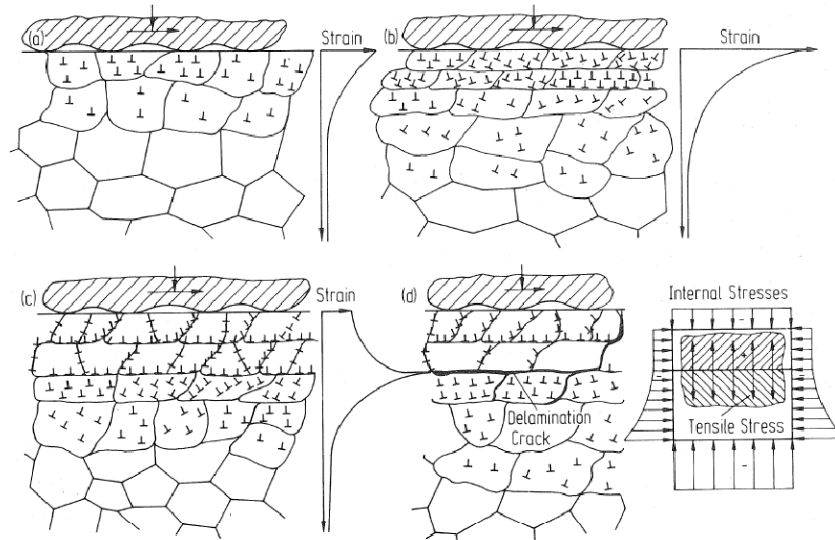 (a)
Strain
(b)
Strain
(c)
Strain
(d)
Delamination
Crack
Internal Stresses
-
+
Tensile Stress
-